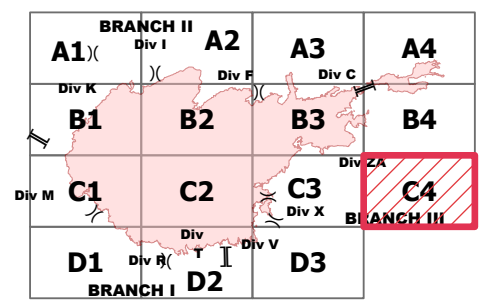 BRANCH II
A1
Div I
A2
A3
A4
Div K
Div F
Div C
B1
B2
B3
B4
Div ZA
Div M
C1
C2
C3
C4
Div X
BRANCH III
Div
T
Div V
D1
Div R
D2
D3
BRANCH I